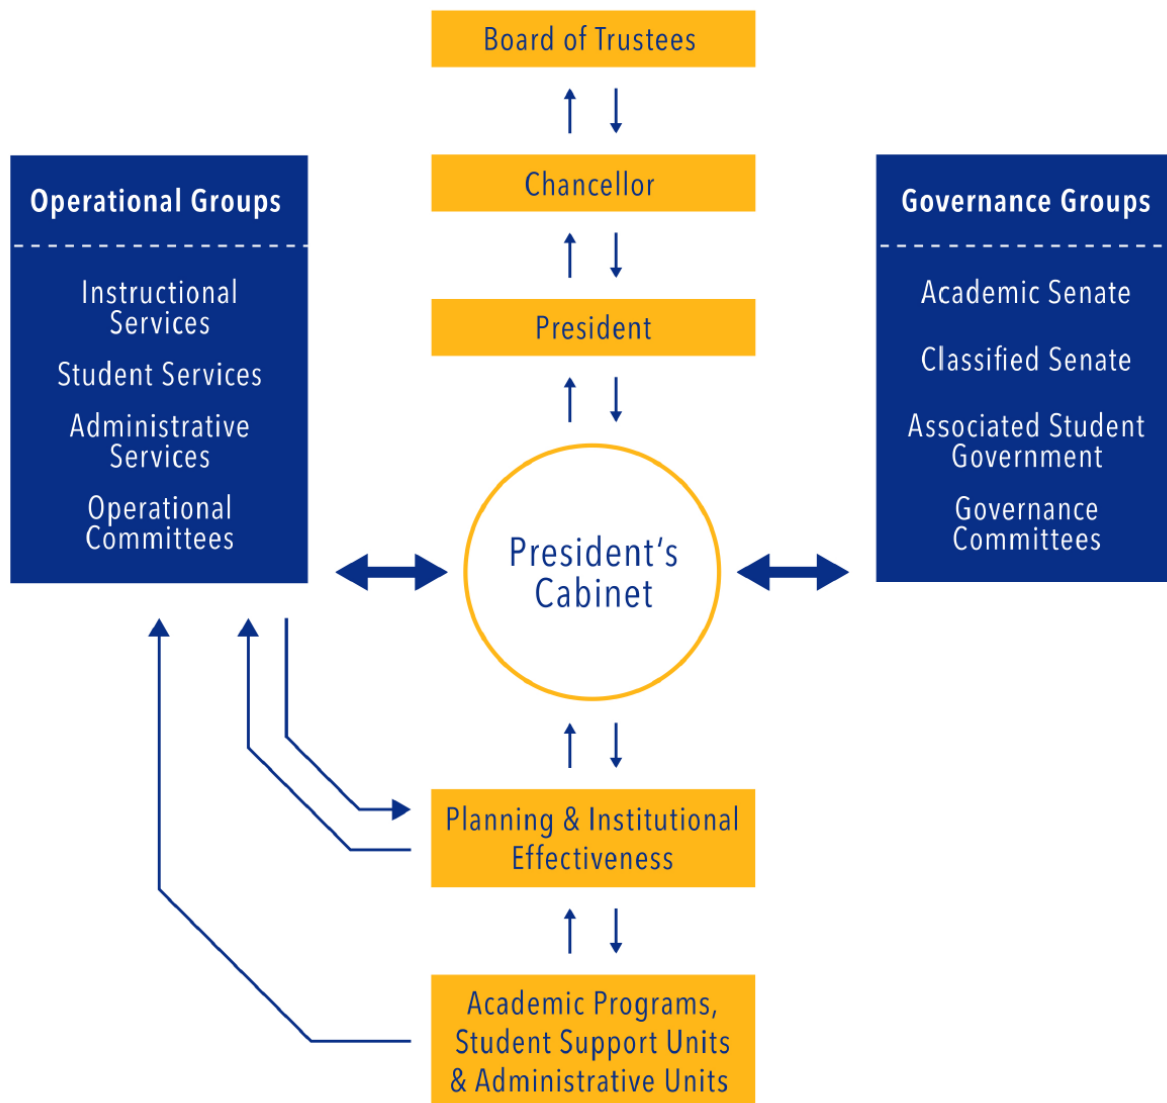 Board of Trustees
Chancellor
President
Operational Groups
Instructional
Services
Student Services
Administrative
Services
Operational
Committees
President‘s
Cabinet
Governance Groups
Academic Senate
Classified Senate
Associated Student
Government
Governance
Committees
Planning & Institutional
Effectiveness
Academic Programs,
Student Support Units
& Administrative Units